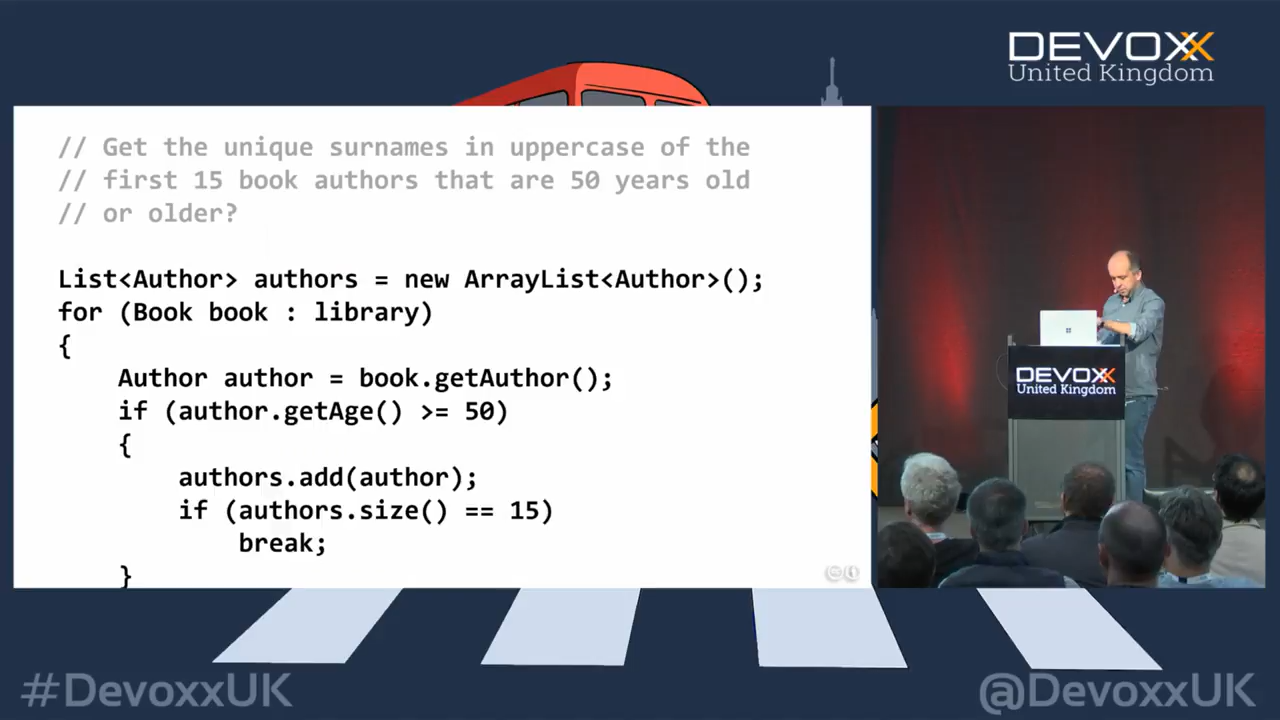 DEVOXX
United Kingdom
// Get the unique surnames in uppercase of the
// first 15 book authors that are 50 years old
// or older?
List<Author> authors = new ArrayList<Author>();
for (Book book : library)
{
Author author = book.getAuthor();
if (author.getAge() >= 50)
{
authors.add(author);
if (authors.size() == 15)
break;
}
DEVOXX
United Kingdom
#DevoxxUK
@DevoxxUK